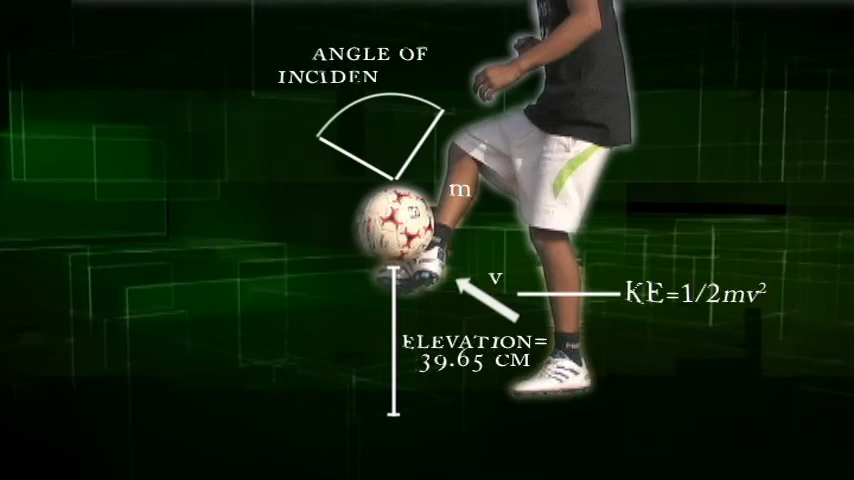 ANGLE OF
INCIDEN
m
v
KE=1/2mv²
ELEVATION=
39.65 CM